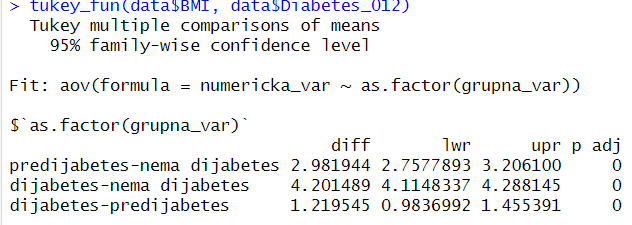 > tukey_fun(data$BMI, data$Diabetes_012)
  Tukey multiple comparisons of means
    95% family-wise confidence level

Fit: aov(formula = numericka_var ~ as.factor(grupna_var))

$`as.factor(grupna_var)`
                              diff       lwr      upr p adj
predijabetes-nema dijabetes 2.981944 2.7577893 3.206100     0
dijabetes-nema dijabetes    4.201489 4.1148337 4.288145     0
dijabetes-predijabetes      1.219545 0.9836992 1.455391     0